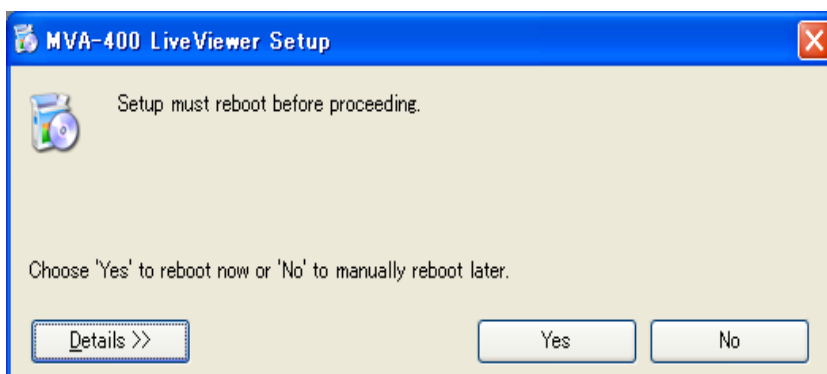 MVA-400 LiveViewer Setup
Setup must reboot before proceeding.
Choose 'Yes' to reboot now or 'No' to manually reboot later.
Details >>
Yes
No